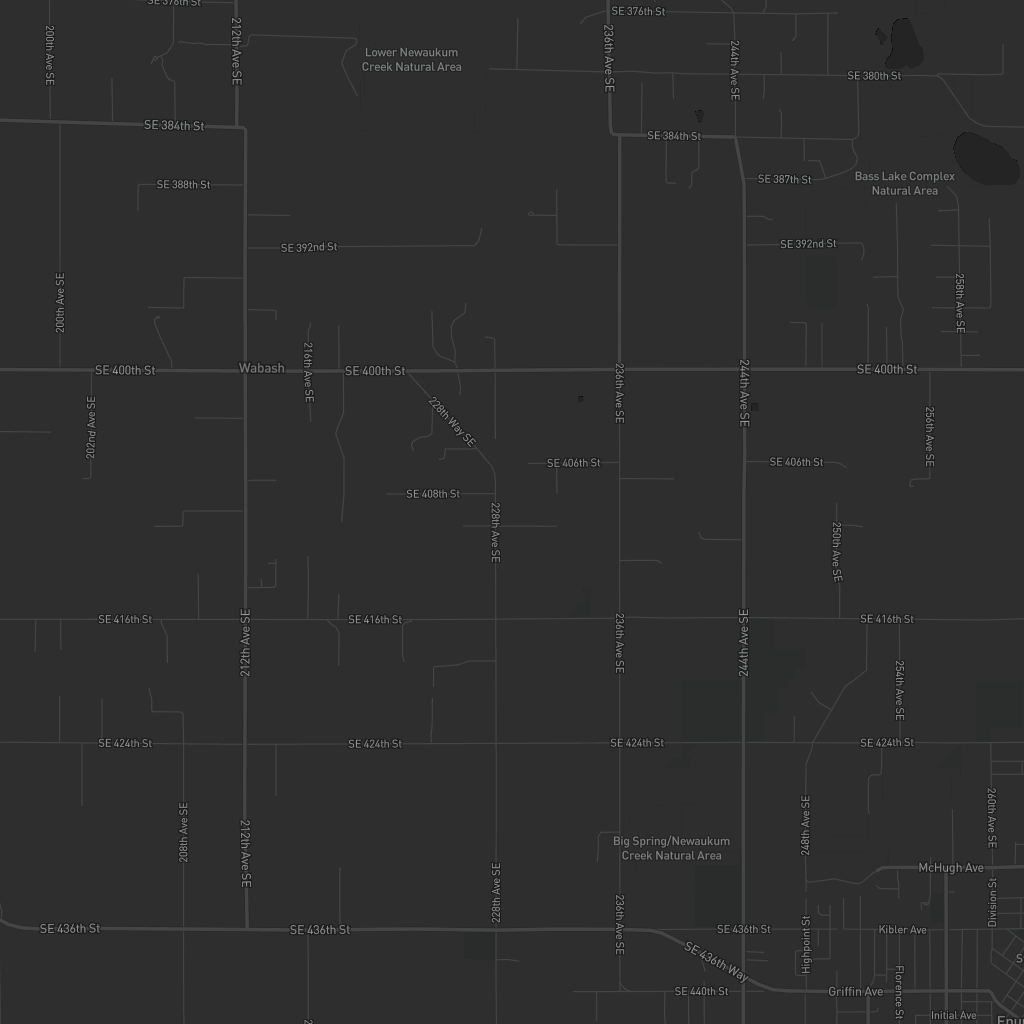 SE 376th St
SE 376th St
200th Ave SE
212th Ave SE
Lower Newaukum
Creek Natural Area
236th Ave SE
244th Ave SE
SE 380th St
SE 384th St
SE 384th St
SE 388th St
SE 387th St
Bass Lake Complex
Natural Area
SE 392nd St
SE 392nd St
200th Ave SE
258th Ave SE
SE 400th St
Wabash
216th Ave SE
SE 400th St
236th Ave SE
244th Ave SE
SE 400th St
202nd Ave SE
228th Way SE
256th Ave SE
SE 406th St
SE 406th St
SE 408th St
228th Ave SE
250th Ave SE
SE 416th St
212th Ave SE
SE 416th St
236th Ave SE
244th Ave SE
SE 416th St
254th Ave SE
SE 424th St
SE 424th St
SE 424th St
SE 424th St
208th Ave SE
212th Ave SE
248th Ave SE
260th Ave SE
Big Spring/Newaukum
Creek Natural Area
228th Ave SE
236th Ave SE
McHugh Ave
Division St
SE 436th St
SE 436th St
SE 436th St
Highpoint St
Kibler Ave
SE 436th Way
SE 440th St
Griffin Ave
Florence St
Initial Ave